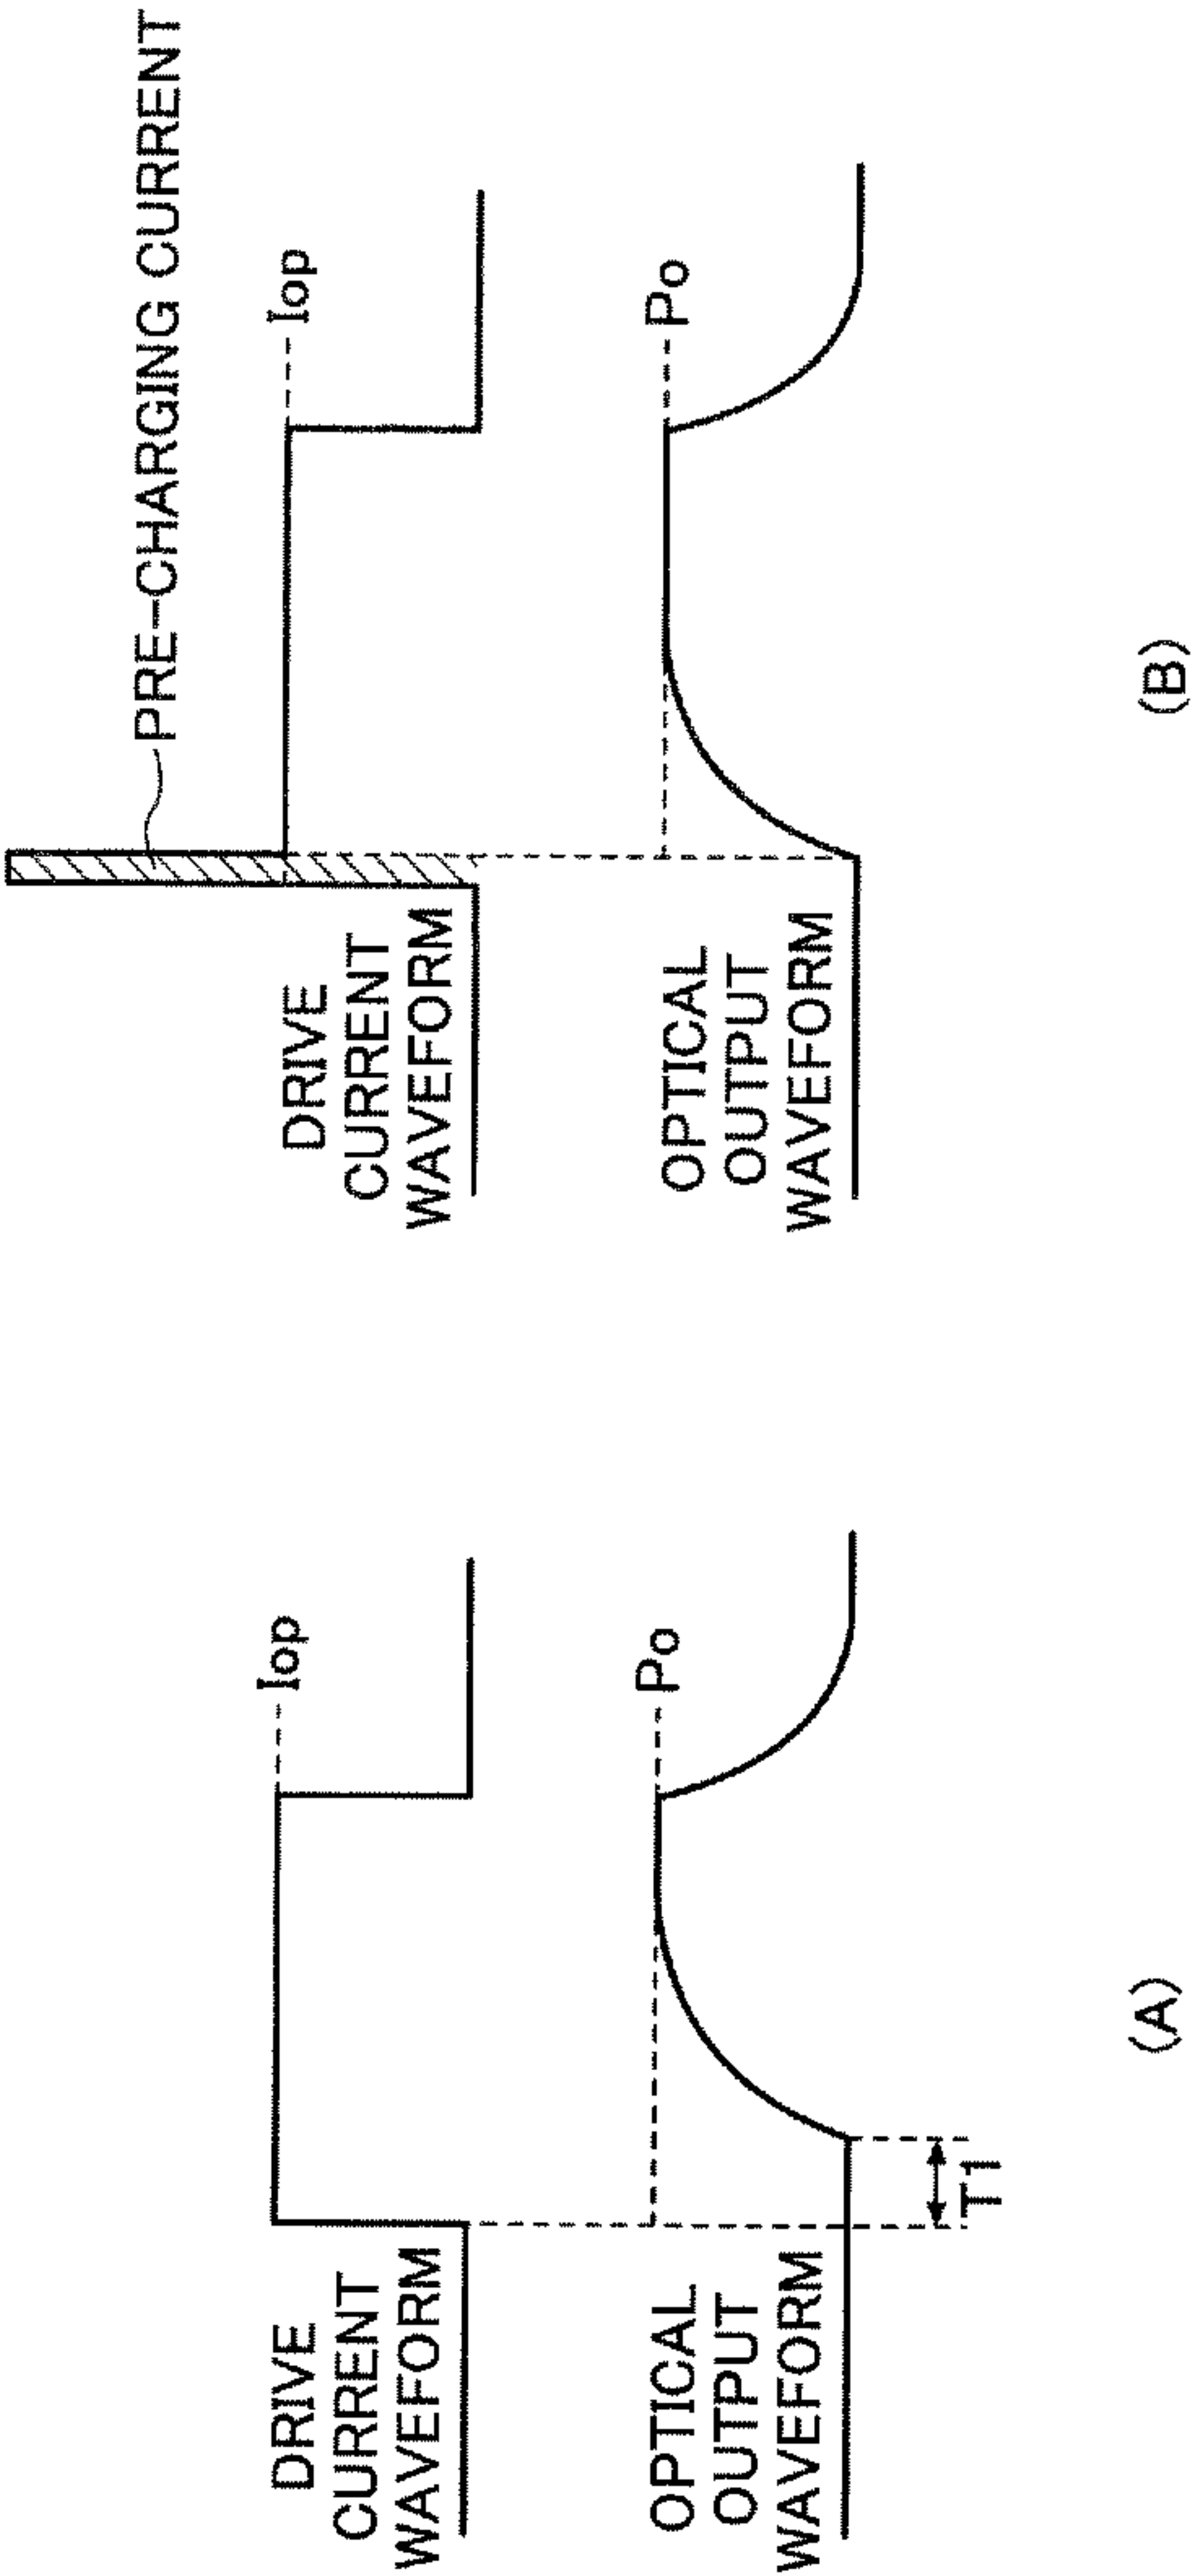 DRIVE
CURRENT
WAVEFORM
Iop
OPTICAL
OUTPUT
WAVEFORM
Po
T1
(A)
PRE-CHARGING CURRENT
DRIVE
CURRENT
WAVEFORM
Iop
OPTICAL
OUTPUT
WAVEFORM
Po
(B)